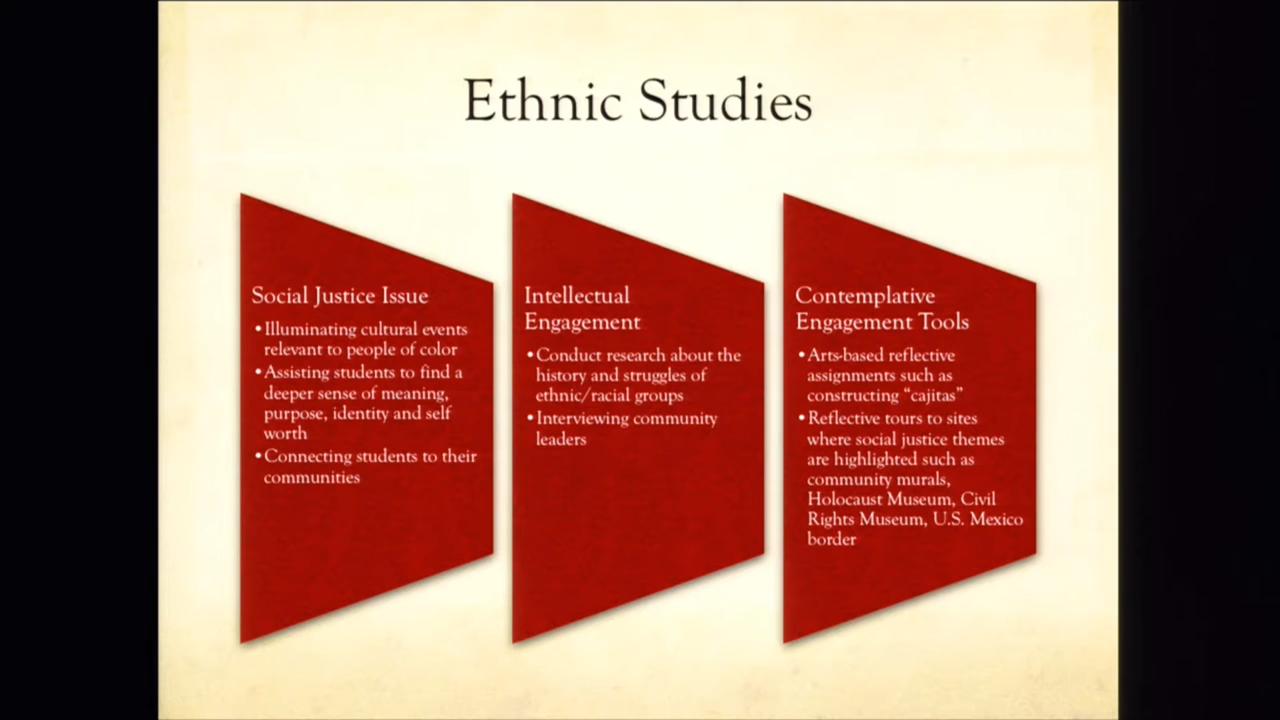 Ethnic Studies
Social Justice Issue
•Illuminating cultural events
relevant to people of color
•Assisting students to find a
deeper sense of meaning,
purpose, identity and self
worth
•Connecting students to their
communities
Intellectual
Engagement
•Conduct research about the
history and struggles of
ethnic/racial groups
•Interviewing community
leaders
Contemplative
Engagement Tools
•Arts-based reflective
assignments such as
constructing “cajitas”
•Reflective tours to sites
where social justice themes
are highlighted such as
community murals,
Holocaust Museum, Civil
Rights Museum, U.S. Mexico
border